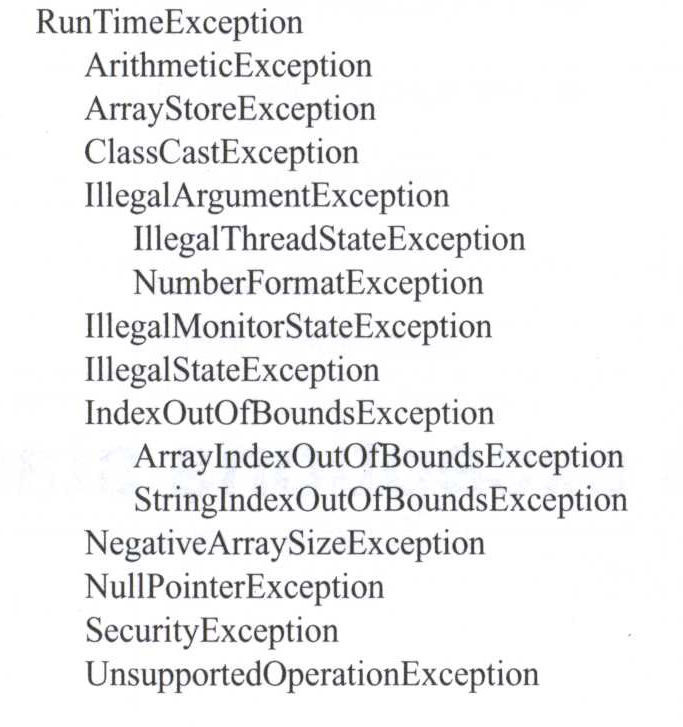 RunTimeException
ArithmeticException
ArrayStoreException
ClassCastException
IllegalArgumentException
IllegalThreadStateException
NumberFormatException
IllegalMonitorStateException
IllegalStateException
IndexOutOfBoundsException
ArrayIndexOutOfBoundsException
StringIndexOutOfBoundsException
NegativeArraySizeException
NullPointerException
SecurityException
UnsupportedOperationException